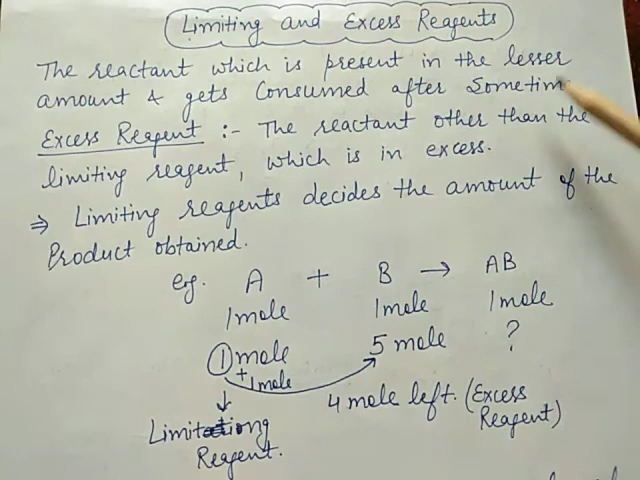 Limiting and Excess Reagents
The reactant which is present in the lesser
amount & gets Consumed after Sometim
Excess Reagent :- The reactant other than the
limiting reagent, which is in excess.
⇒ Limiting reagents decides the amount of the
Product obtained.
eg. A + B → AB
1mole 1mole 1mole
1mole 5 mole ?
+1mole
4 mole left. (Excess
Reagent)
Limiting
Reagent.